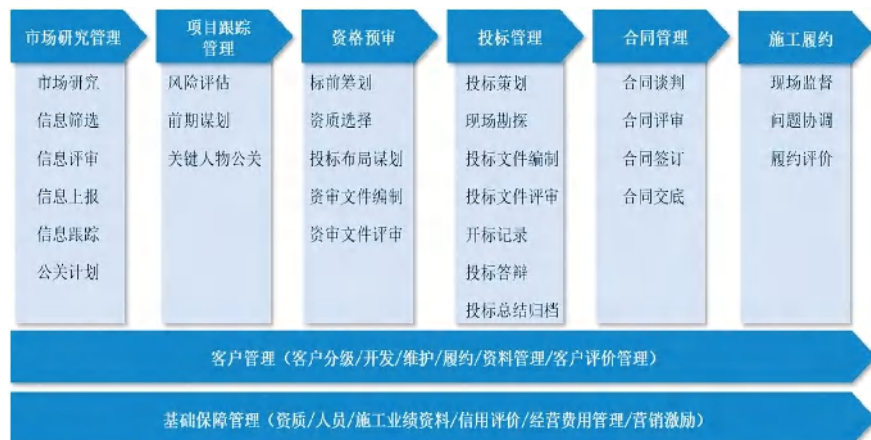 市场研究管理
市场研究
信息筛选
信息评审
信息上报
信息跟踪
公关计划
项目跟踪
管理
风险评估
前期谋划
关键人物公关
资格预审
标前筹划
资质选择
投标布局谋划
资审文件编制
资审文件评审
投标管理
投标策划
现场勘探
投标文件编制
投标文件评审
开标记录
投标答辩
投标总结归档
合同管理
合同谈判
合同评审
合同签订
合同交底
施工履约
现场监督
问题协调
履约评价
客户管理（客户分级/开发/维护/履约/资料管理/客户评价管理）
基础保障管理（资质/人员/施工业绩资料/信用评价/经营费用管理/营销激励）